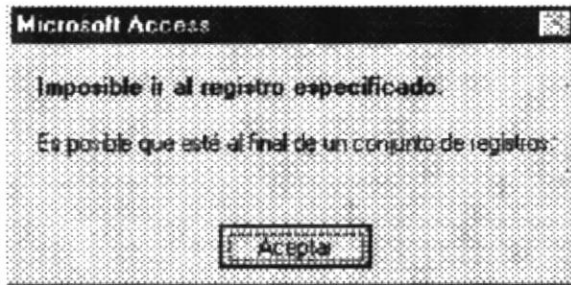 Microsoft Access
Imposible ir al registro especificado.
Es posible que esté al final de un conjunto de registros.
Aceptar